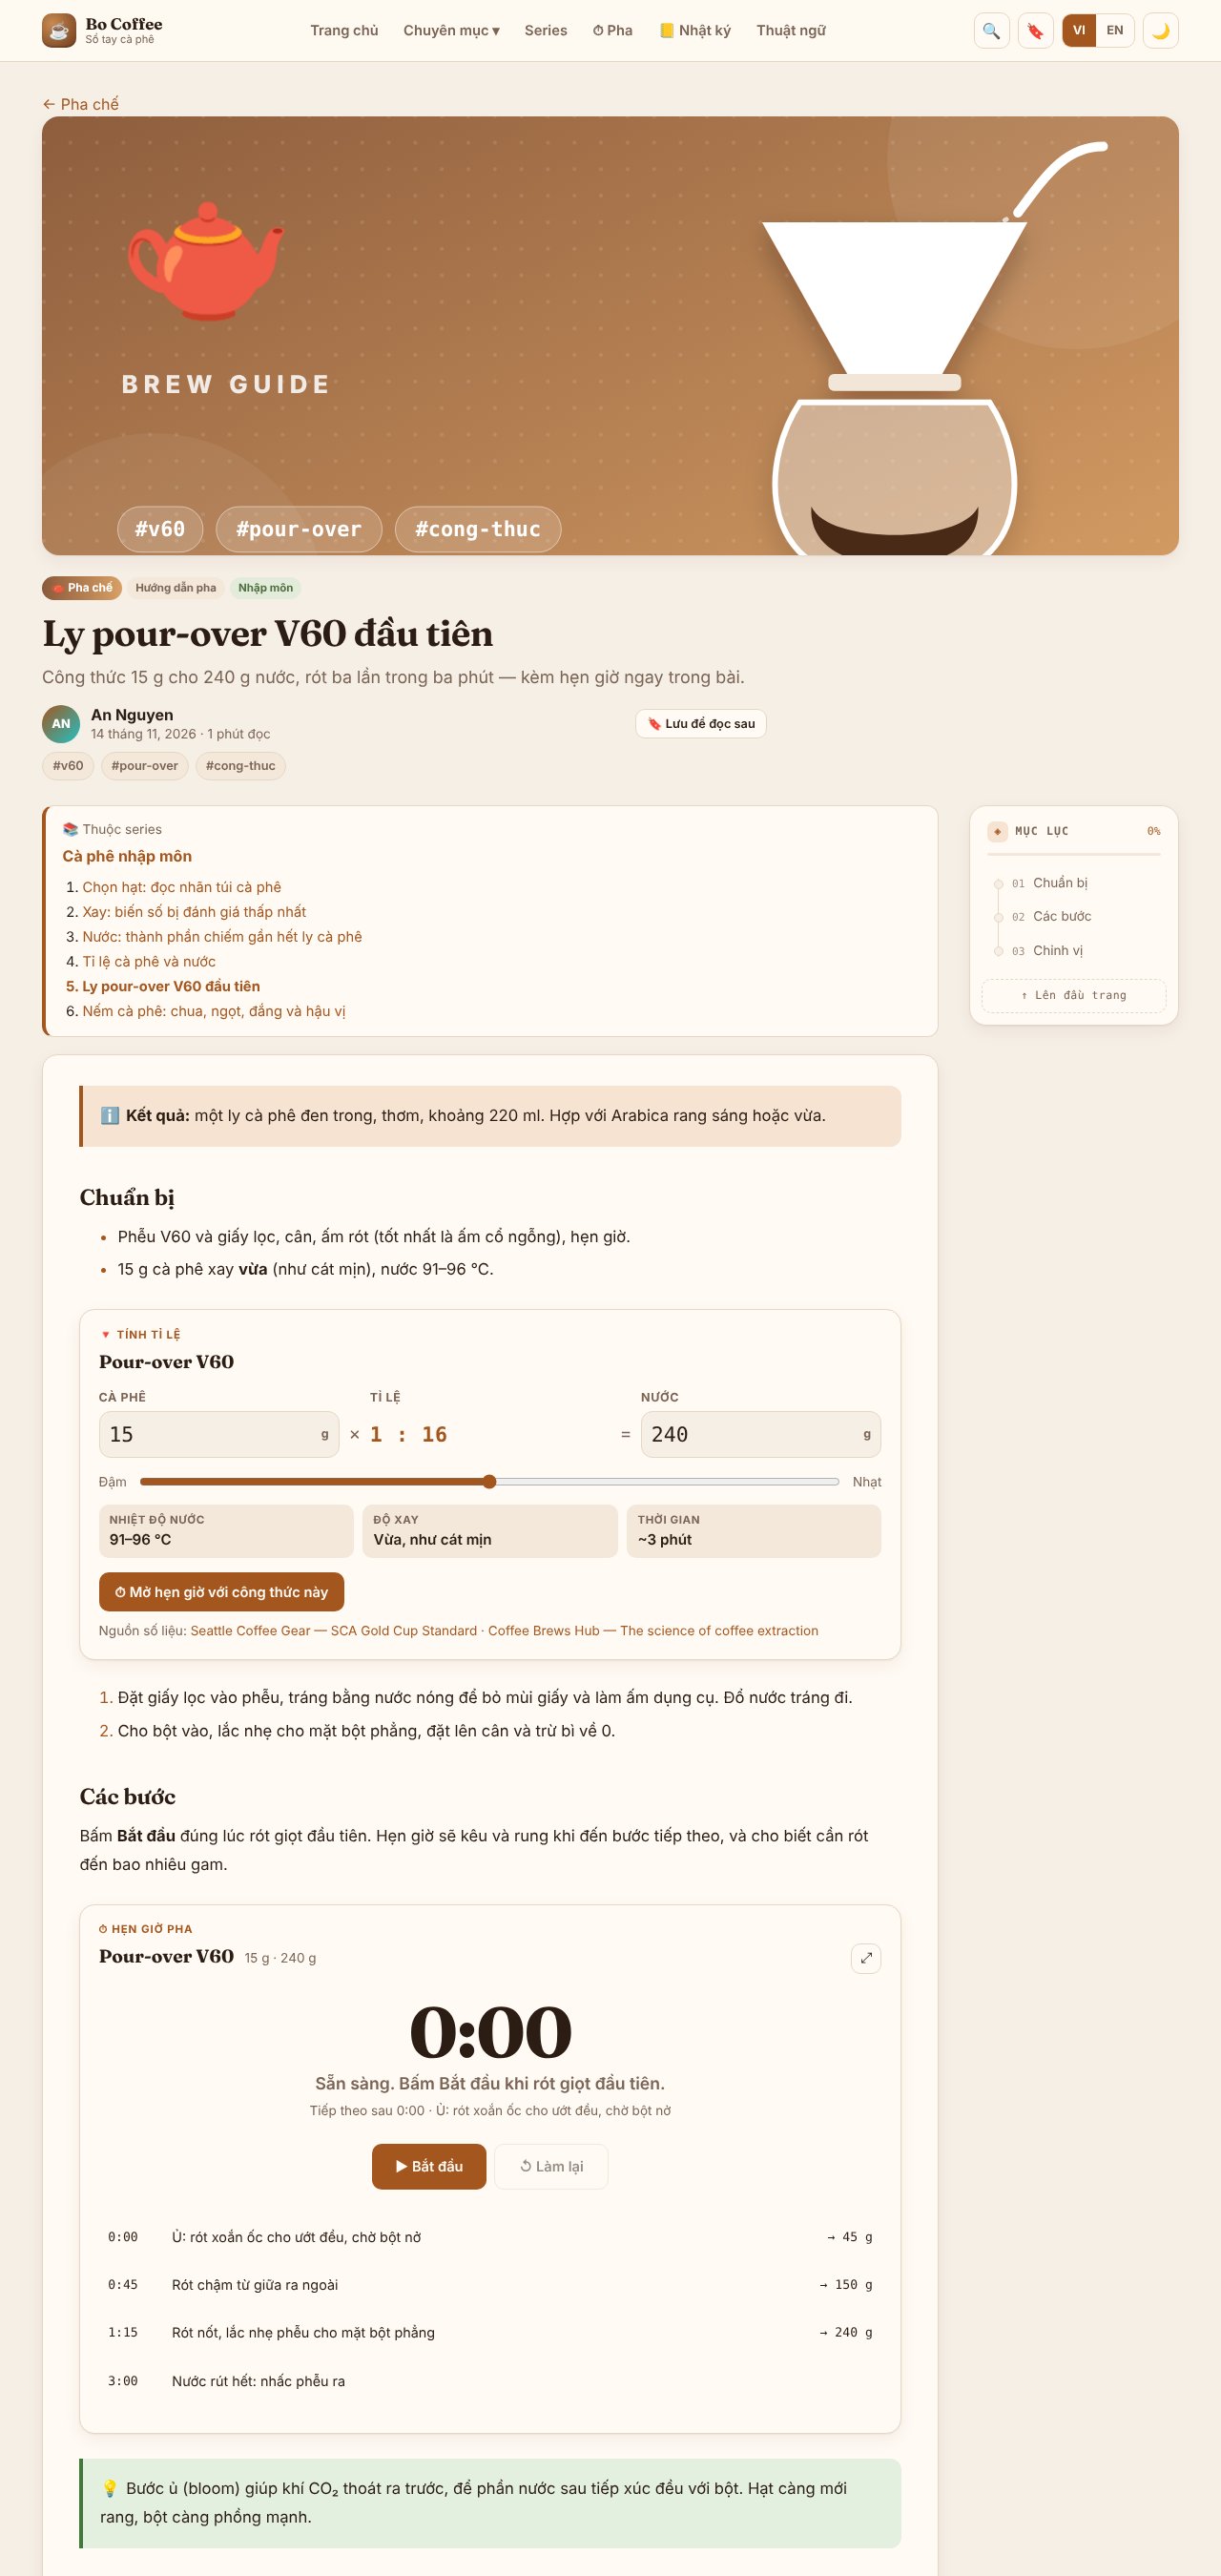 Bo Coffee
Sổ tay cà phê
Trang chủ
Chuyên mục ▾
Series
⏱ Pha
📒 Nhật ký
Thuật ngữ
VI
EN
← Pha chế
BREW GUIDE
#v60
#pour-over
#cong-thuc
Pha chế
Hướng dẫn pha
Nhập môn
Ly pour-over V60 đầu tiên
Công thức 15 g cho 240 g nước, rót ba lần trong ba phút — kèm hẹn giờ ngay trong bài.
AN
An Nguyen
14 tháng 11, 2026 · 1 phút đọc
🔖 Lưu để đọc sau
#v60
#pour-over
#cong-thuc
📚 Thuộc series
Cà phê nhập môn
1. Chọn hạt: đọc nhãn túi cà phê
2. Xay: biến số bị đánh giá thấp nhất
3. Nước: thành phần chiếm gần hết ly cà phê
4. Tỉ lệ cà phê và nước
5. Ly pour-over V60 đầu tiên
6. Nếm cà phê: chua, ngọt, đắng và hậu vị
MỤC LỤC
0%
01 Chuẩn bị
02 Các bước
03 Chỉnh vị
↑ Lên đầu trang
ℹ️ Kết quả: một ly cà phê đen trong, thơm, khoảng 220 ml. Hợp với Arabica rang sáng hoặc vừa.
Chuẩn bị
• Phễu V60 và giấy lọc, cân, ấm rót (tốt nhất là ấm cổ ngỗng), hẹn giờ.
• 15 g cà phê xay vừa (như cát mịn), nước 91–96 °C.
🔻 TÍNH TỈ LỆ
Pour-over V60
CÀ PHÊ
TỈ LỆ
NƯỚC
15 g × 1 : 16 = 240 g
Đậm
Nhạt
NHIỆT ĐỘ NƯỚC
91–96 °C
ĐỘ XAY
Vừa, như cát mịn
THỜI GIAN
~3 phút
⏱ Mở hẹn giờ với công thức này
Nguồn số liệu: Seattle Coffee Gear — SCA Gold Cup Standard · Coffee Brews Hub — The science of coffee extraction
1. Đặt giấy lọc vào phễu, tráng bằng nước nóng để bỏ mùi giấy và làm ấm dụng cụ. Đổ nước tráng đi.
2. Cho bột vào, lắc nhẹ cho mặt bột phẳng, đặt lên cân và trừ bì về 0.
Các bước
Bấm Bắt đầu đúng lúc rót giọt đầu tiên. Hẹn giờ sẽ kêu và rung khi đến bước tiếp theo, và cho biết cần rót
đến bao nhiêu gam.
⏱ HẸN GIỜ PHA
Pour-over V60 15 g · 240 g
0:00
Sẵn sàng. Bấm Bắt đầu khi rót giọt đầu tiên.
Tiếp theo sau 0:00 · Ủ: rót xoắn ốc cho ướt đều, chờ bột nở
▶ Bắt đầu
↺ Làm lại
0:00 Ủ: rót xoắn ốc cho ướt đều, chờ bột nở → 45 g
0:45 Rót chậm từ giữa ra ngoài → 150 g
1:15 Rót nốt, lắc nhẹ phễu cho mặt bột phẳng → 240 g
3:00 Nước rút hết: nhấc phễu ra
💡 Bước ủ (bloom) giúp khí CO₂ thoát ra trước, để phần nước sau tiếp xúc đều với bột. Hạt càng mới
rang, bột càng phồng mạnh.